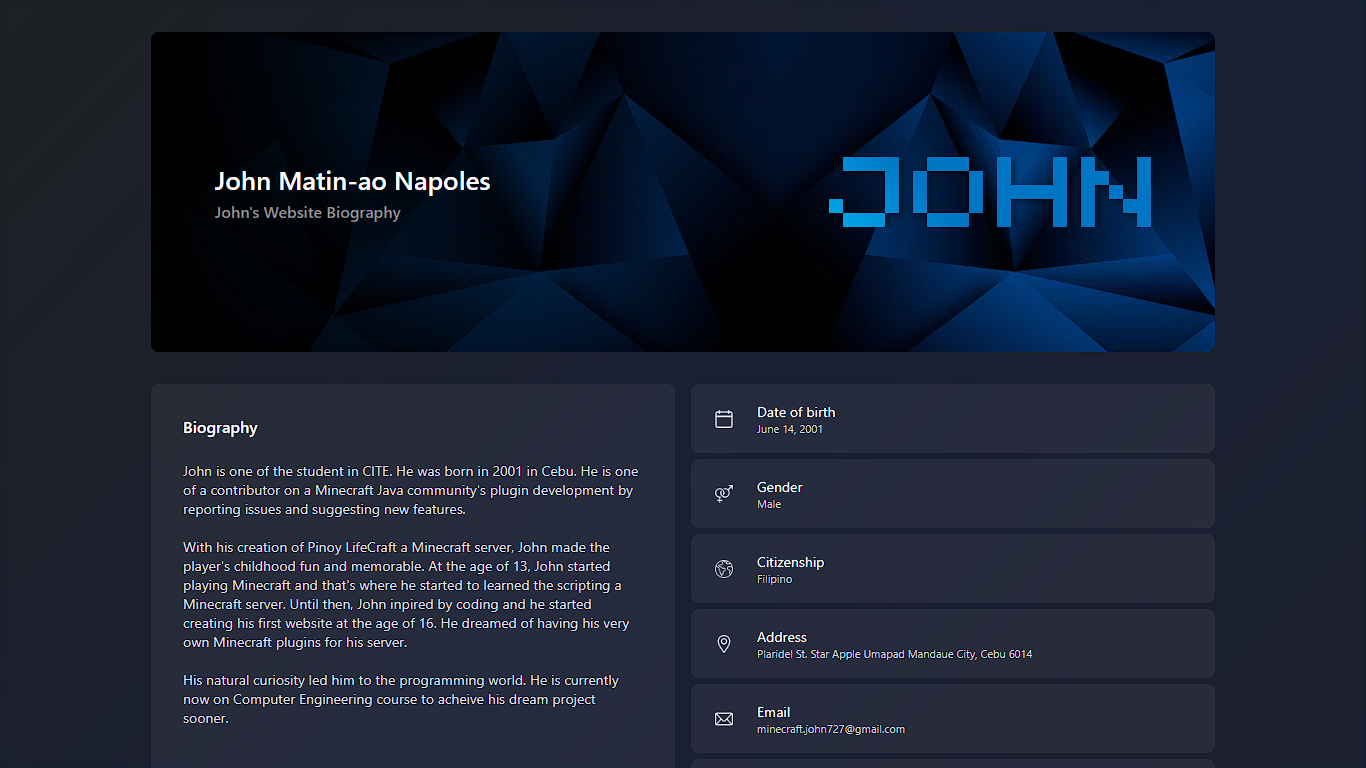 John Matin-ao Napoles
John's Website Biography
JOHN
Biography
John is one of the student in CITE. He was born in 2001 in Cebu. He is one
of a contributor on a Minecraft Java community's plugin development by
reporting issues and suggesting new features.
With his creation of Pinoy LifeCraft a Minecraft server, John made the
player's childhood fun and memorable. At the age of 13, John started
playing Minecraft and that's where he started to learned the scripting a
Minecraft server. Until then, John inpired by coding and he started
creating his first website at the age of 16. He dreamed of having his very
own Minecraft plugins for his server.
His natural curiosity led him to the programming world. He is currently
now on Computer Engineering course to acheive his dream project
sooner.
Date of birth
June 14, 2001
Gender
Male
Citizenship
Filipino
Address
Plaridel St. Star Apple Umapad Mandaue City, Cebu 6014
Email
minecraft.john727@gmail.com